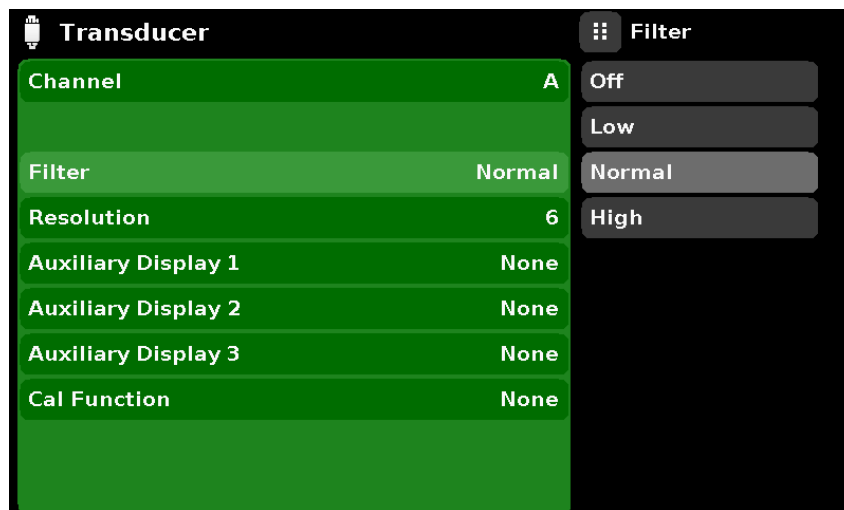 Transducer
Channel A
Filter Normal
Resolution 6
Auxiliary Display 1 None
Auxiliary Display 2 None
Auxiliary Display 3 None
Cal Function None
Filter
Off
Low
Normal
High